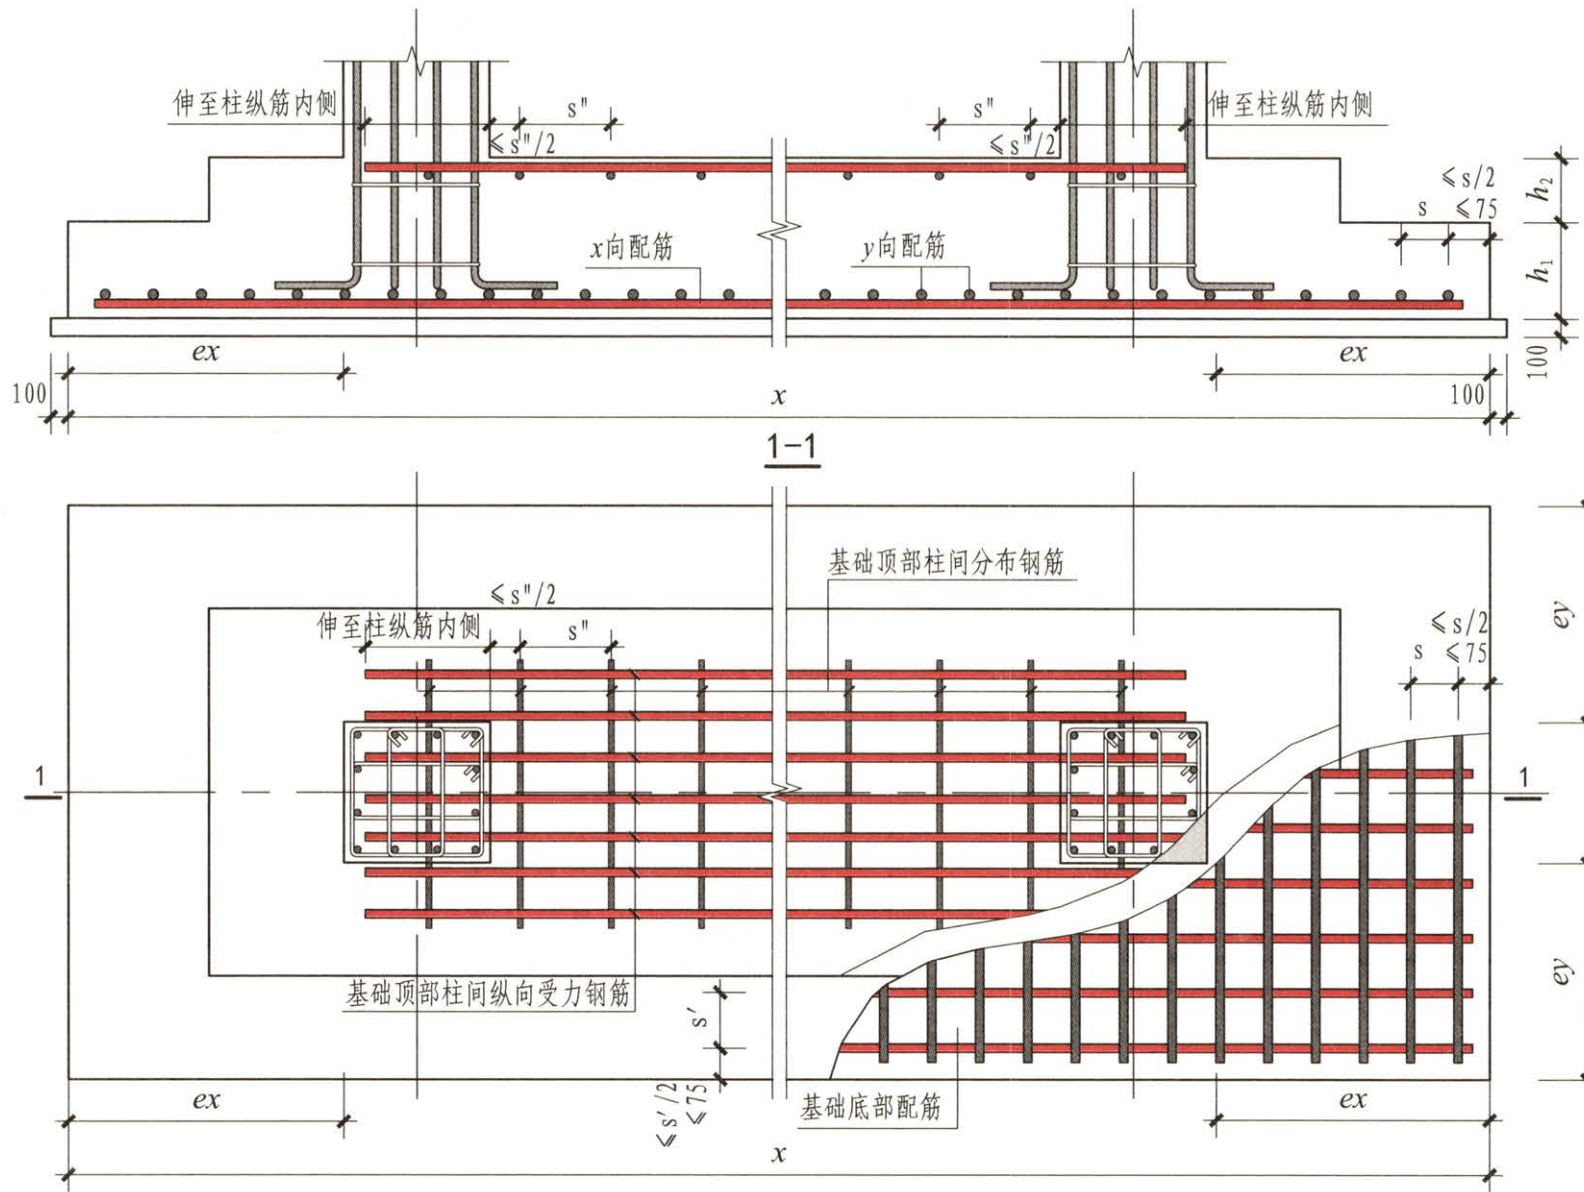 伸至柱纵筋内侧
s"
s"
伸至柱纵筋内侧
≤s"/2
≤s"/2
≤s/2
s
≤75
h₂
x向配筋
y向配筋
h₁
ex
ex
100
100
100
x
1-1
基础顶部柱间分布钢筋
≤s"/2
伸至柱纵筋内侧
s"
≤s/2
s
≤75
ey
1
1
基础顶部柱间纵向受力钢筋
s′
ey
≤s′/2
≤75
基础底部配筋
ex
ex
x